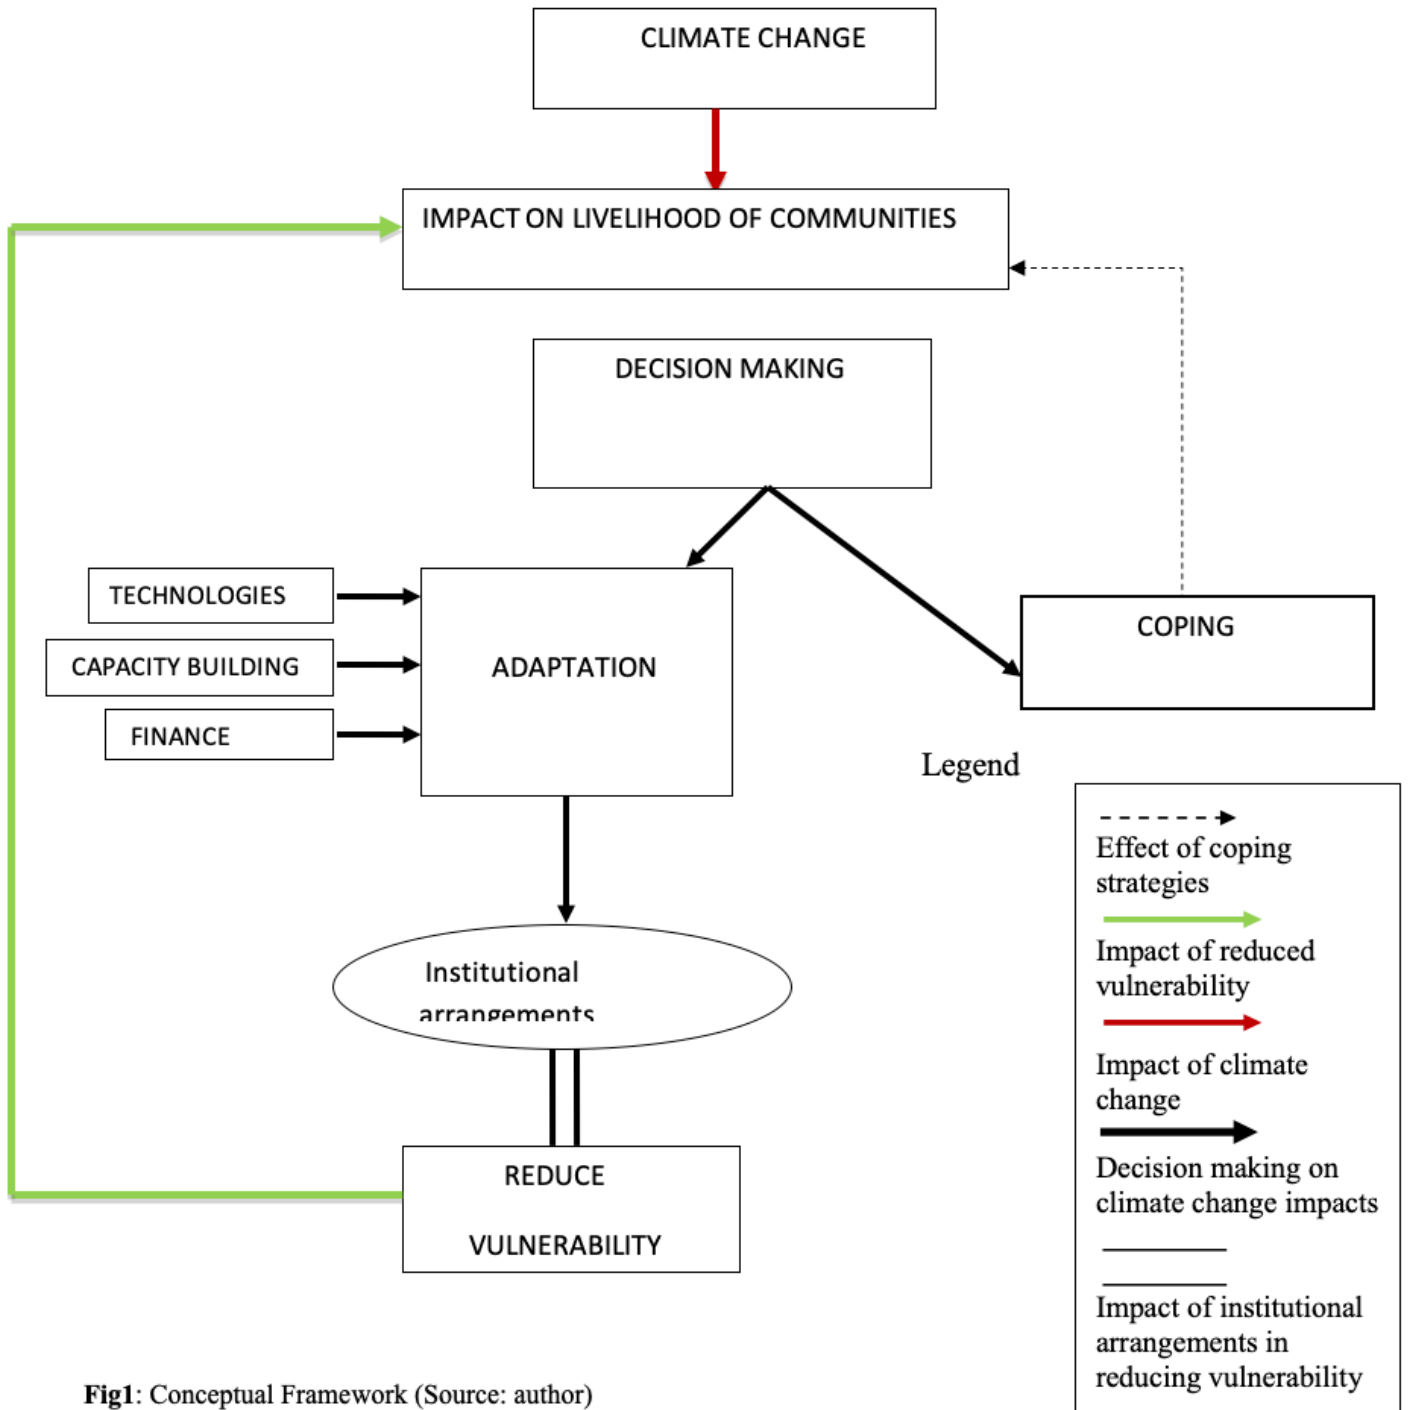 CLIMATE CHANGE
IMPACT ON LIVELIHOOD OF COMMUNITIES
DECISION MAKING
TECHNOLOGIES
CAPACITY BUILDING
FINANCE
ADAPTATION
COPING
Institutional
arrangements
REDUCE
VULNERABILITY
Legend
Effect of coping
strategies
Impact of reduced
vulnerability
Impact of climate
change
Decision making on
climate change impacts
Impact of institutional
arrangements in
reducing vulnerability
Fig1: Conceptual Framework (Source: author)